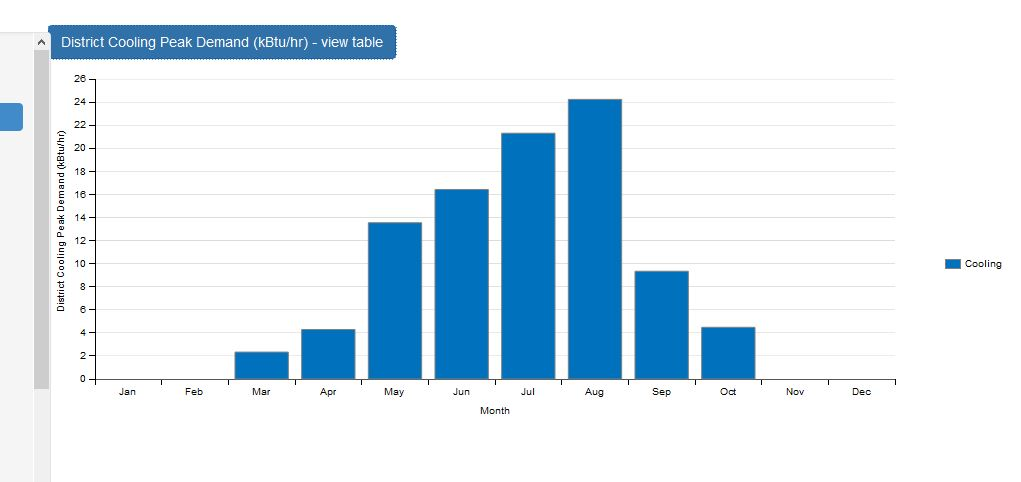 District Cooling Peak Demand (kBtu/hr) - view table
District Cooling Peak Demand (kBtu/hr)
26
24
22
20
18
16
14
12
10
8
6
4
2
0
Jan Feb Mar Apr May Jun Jul Aug Sep Oct Nov Dec
Month
Cooling